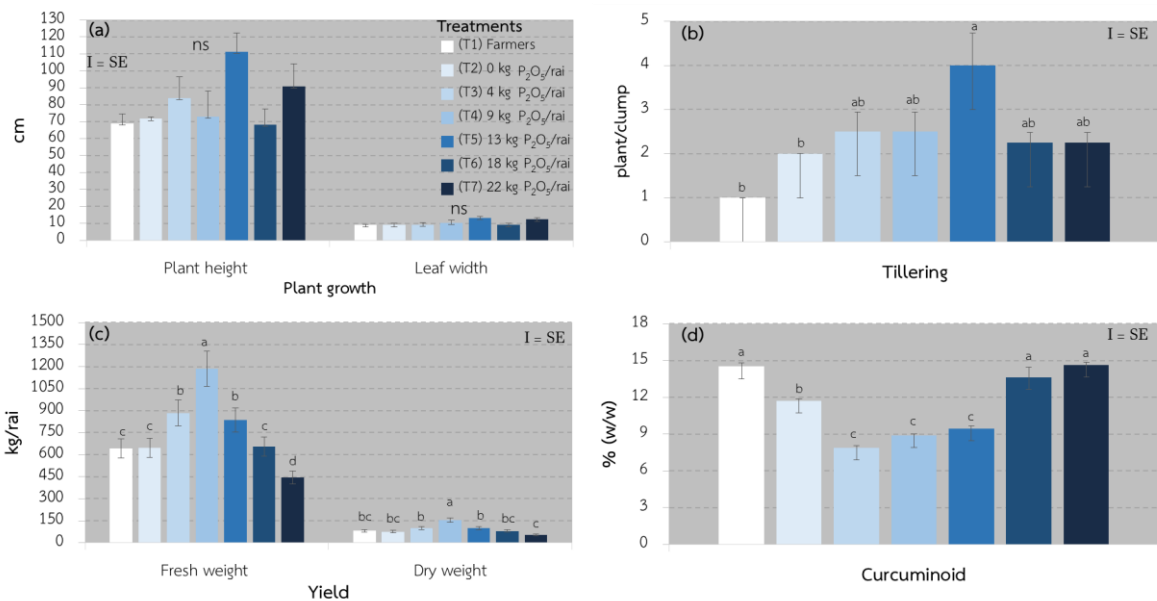 (a)
cm
130
120
110
100
90
80
70
60
50
40
30
20
10
0
I = SE
ns
ns
Treatments
(T1) Farmers
(T2) 0 kg P₂O₅/rai
(T3) 4 kg P₂O₅/rai
(T4) 9 kg P₂O₅/rai
(T5) 13 kg P₂O₅/rai
(T6) 18 kg P₂O₅/rai
(T7) 22 kg P₂O₅/rai
Plant height Leaf width
Plant growth
(b)
I = SE
plant/clump
5
4
3
2
1
0
b b ab ab a ab ab
Tillering
(c)
I = SE
kg/rai
1500
1350
1200
1050
900
750
600
450
300
150
0
c c b a b c d
bc bc b a b bc c
Fresh weight Dry weight
Yield
(d)
I = SE
% (w/w)
18
15
12
9
6
3
0
a b c c c a a
Curcuminoid